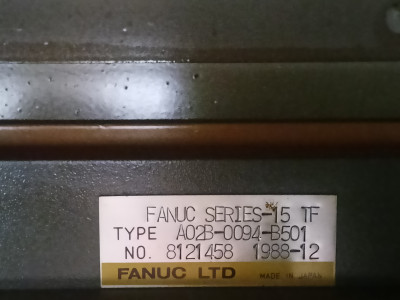 FANUC SERIES-15 TF
TYPE A02B-0094-B501
NO. 8121458 1988-12
FANUC LTD MADE IN JAPAN